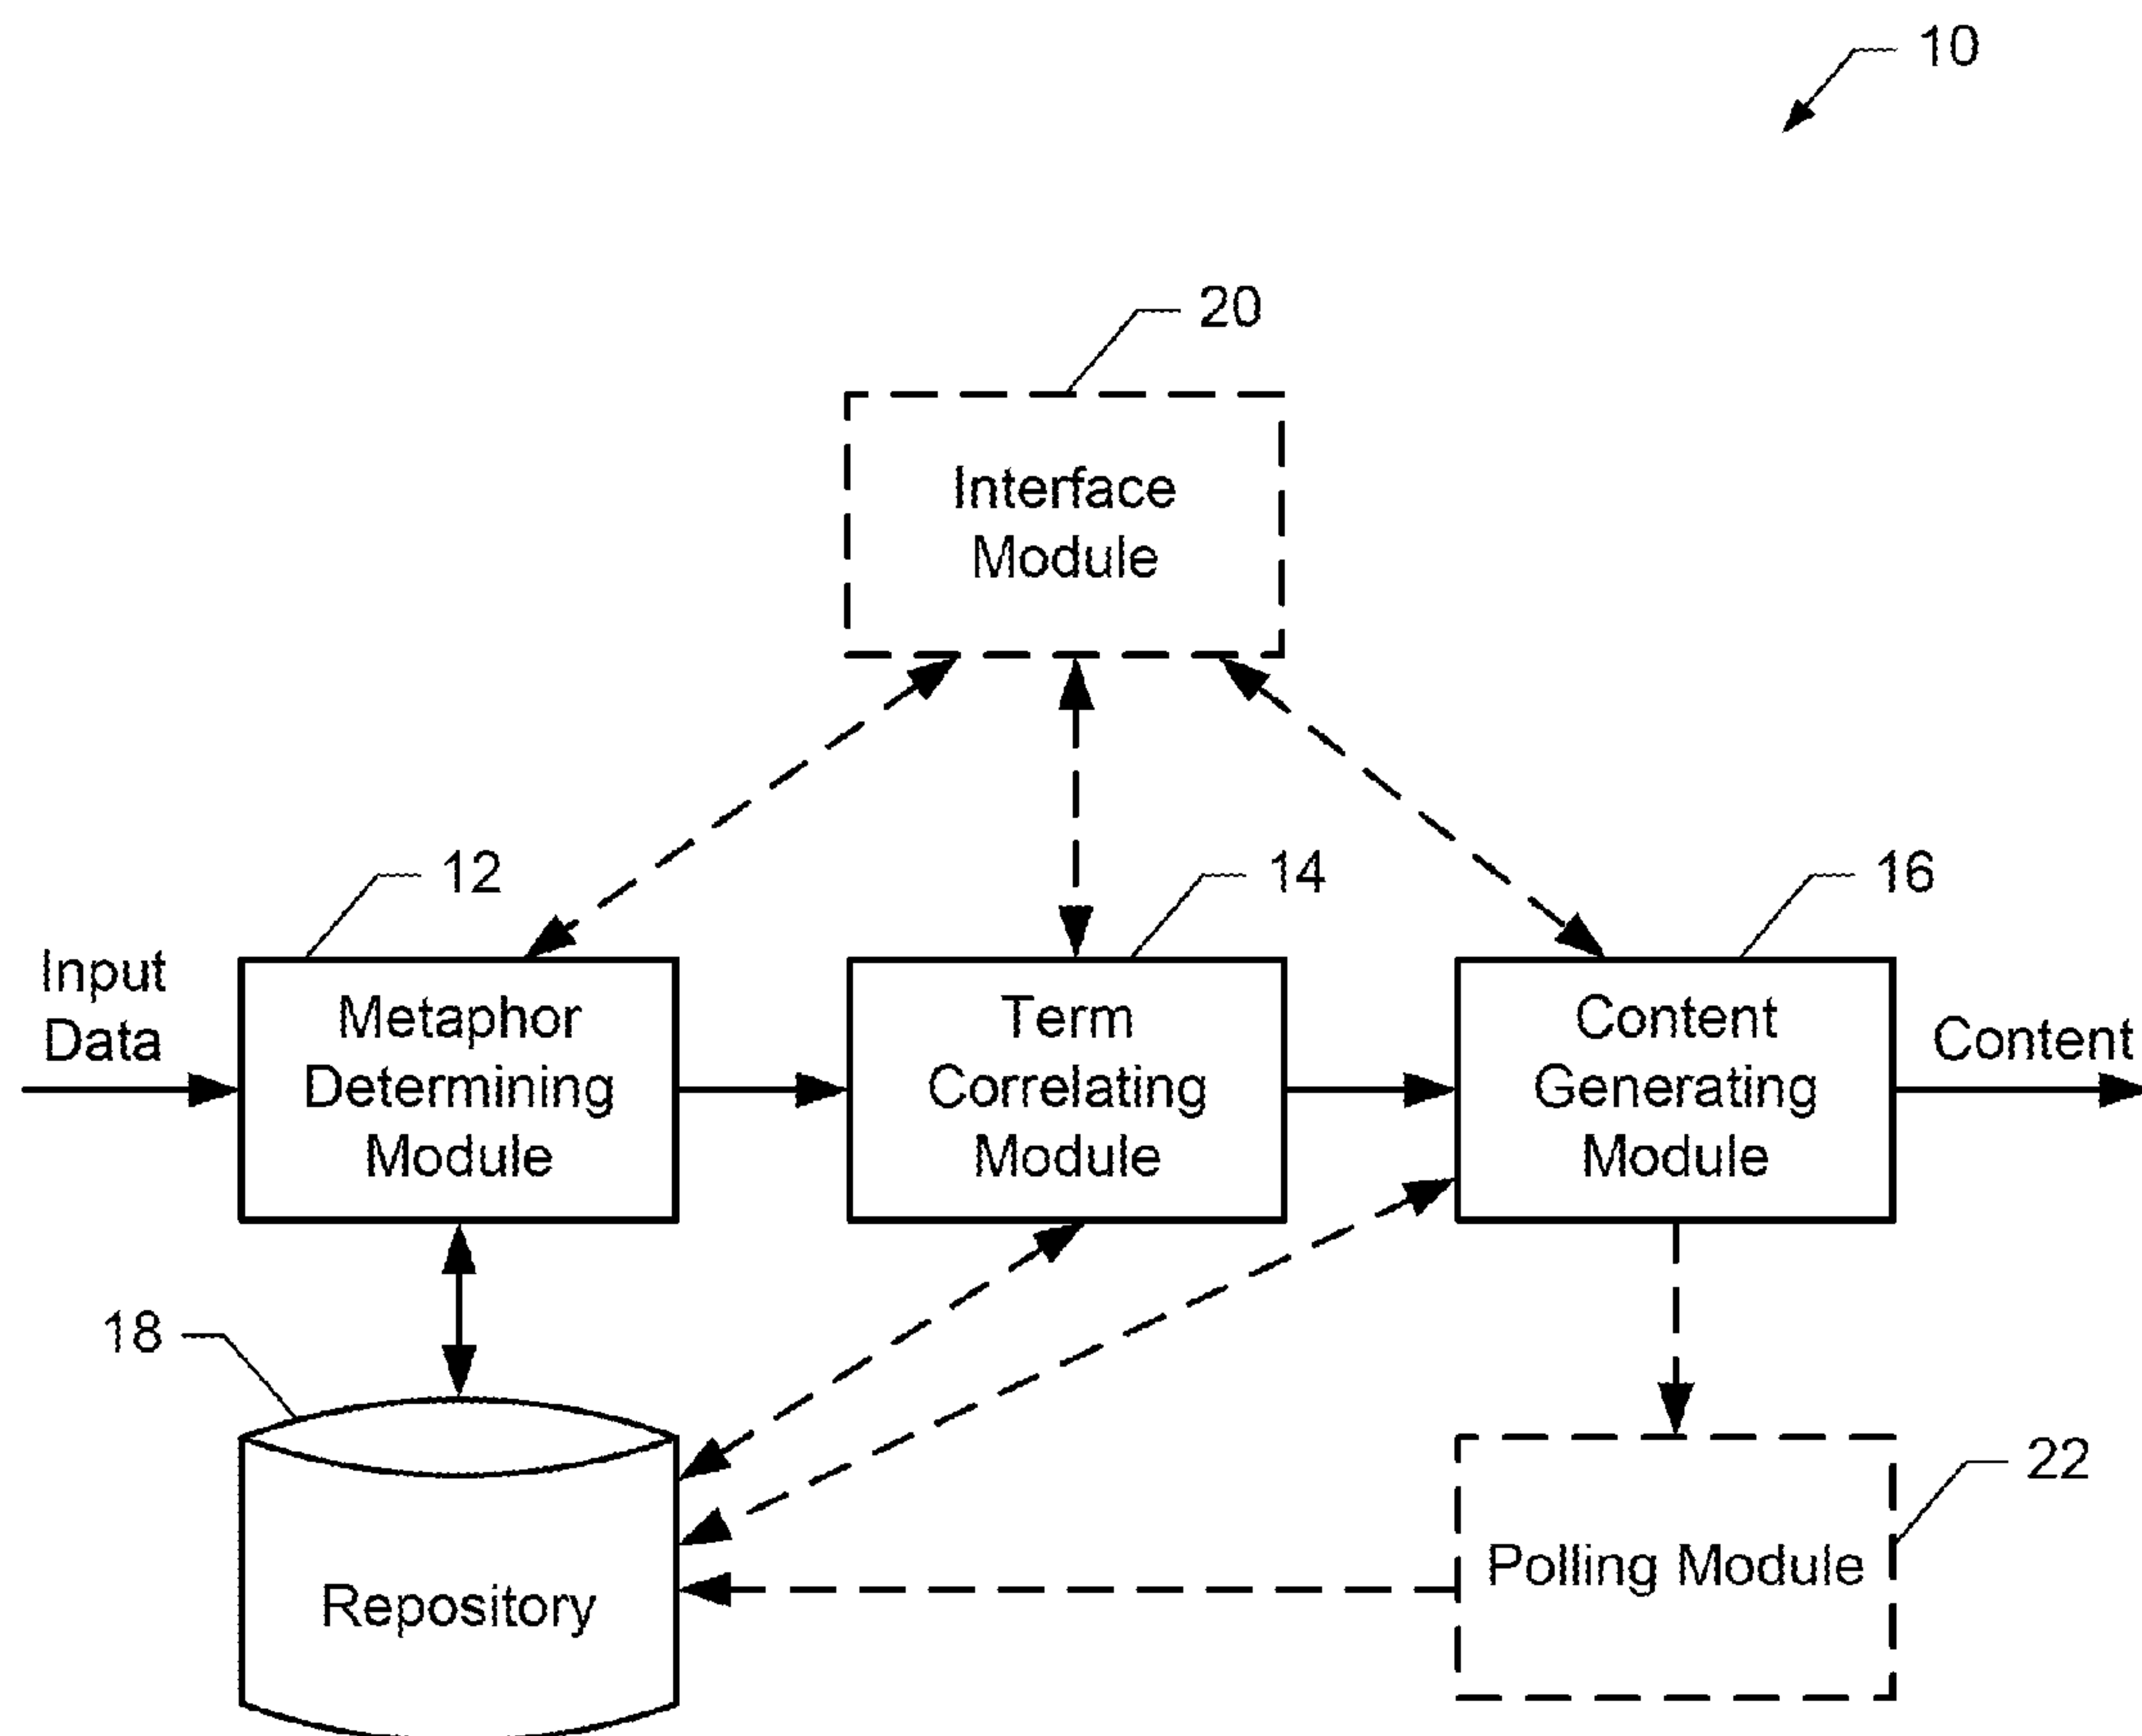 10
20
Interface
Module
12
14
16
Input
Data
Metaphor
Determining
Module
Term
Correlating
Module
Content
Generating
Module
Content
18
22
Repository
Polling Module